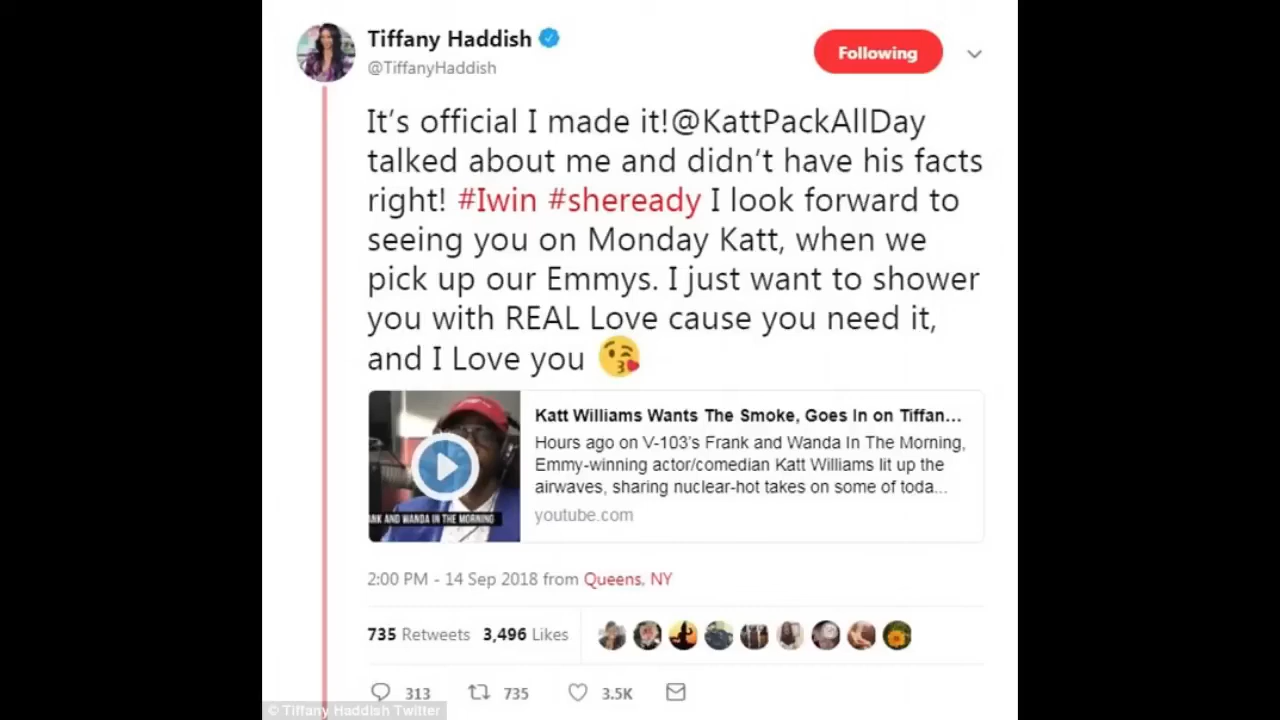 Tiffany Haddish
@TiffanyHaddish
Following
It's official I made it!@KattPackAllDay
talked about me and didn't have his facts
right! #Iwin #sheready I look forward to
seeing you on Monday Katt, when we
pick up our Emmys. I just want to shower
you with REAL Love cause you need it,
and I Love you
Katt Williams Wants The Smoke, Goes In on Tiffan...
Hours ago on V-103's Frank and Wanda In The Morning,
Emmy-winning actor/comedian Katt Williams lit up the
airwaves, sharing nuclear-hot takes on some of toda...
youtube.com
NK AND WANDA IN THE MORNING
2:00 PM - 14 Sep 2018 from Queens, NY
735 Retweets 3,496 Likes
313 735 3.5K
© Tiffany Haddish Twitter